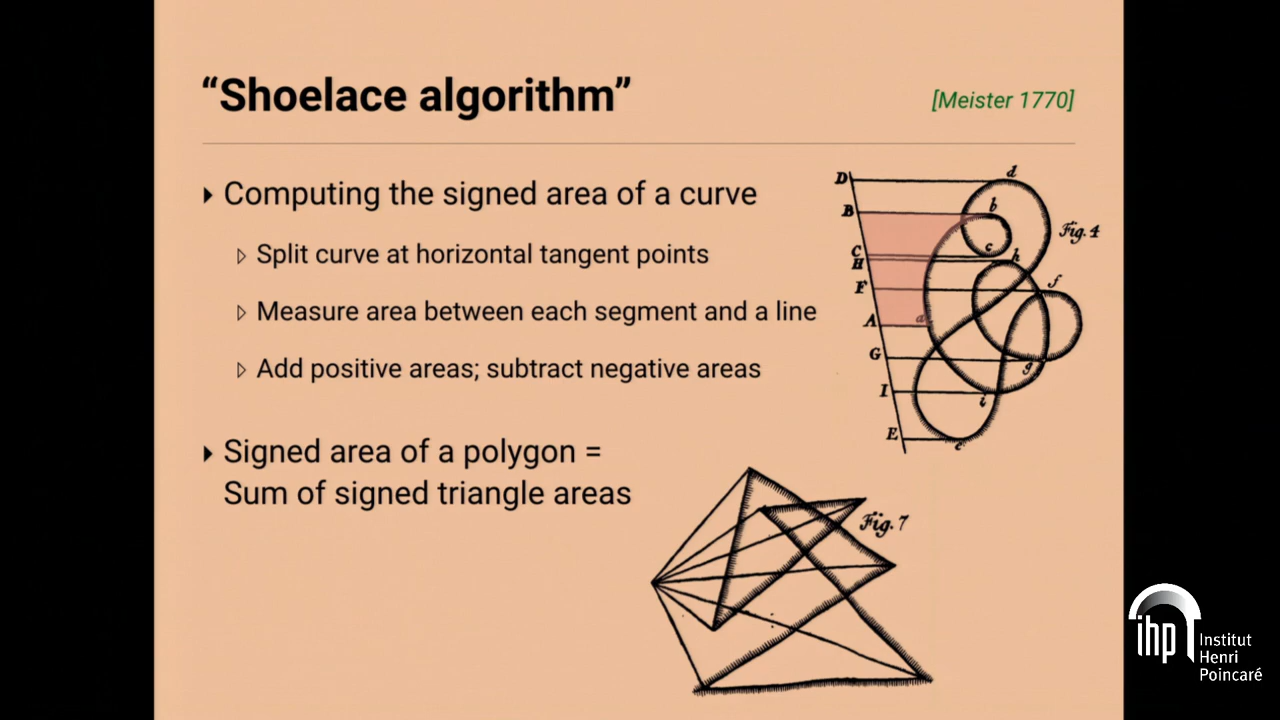 “Shoelace algorithm”
[Meister 1770]
Computing the signed area of a curve
Split curve at horizontal tangent points
Measure area between each segment and a line
Add positive areas; subtract negative areas
Signed area of a polygon =
Sum of signed triangle areas
D
d
B
b
Fig. 4
C
c
H
h
F
f
A
a
G
g
I
i
E
e
Fig. 7
ihp
Institut
Henri
Poincaré